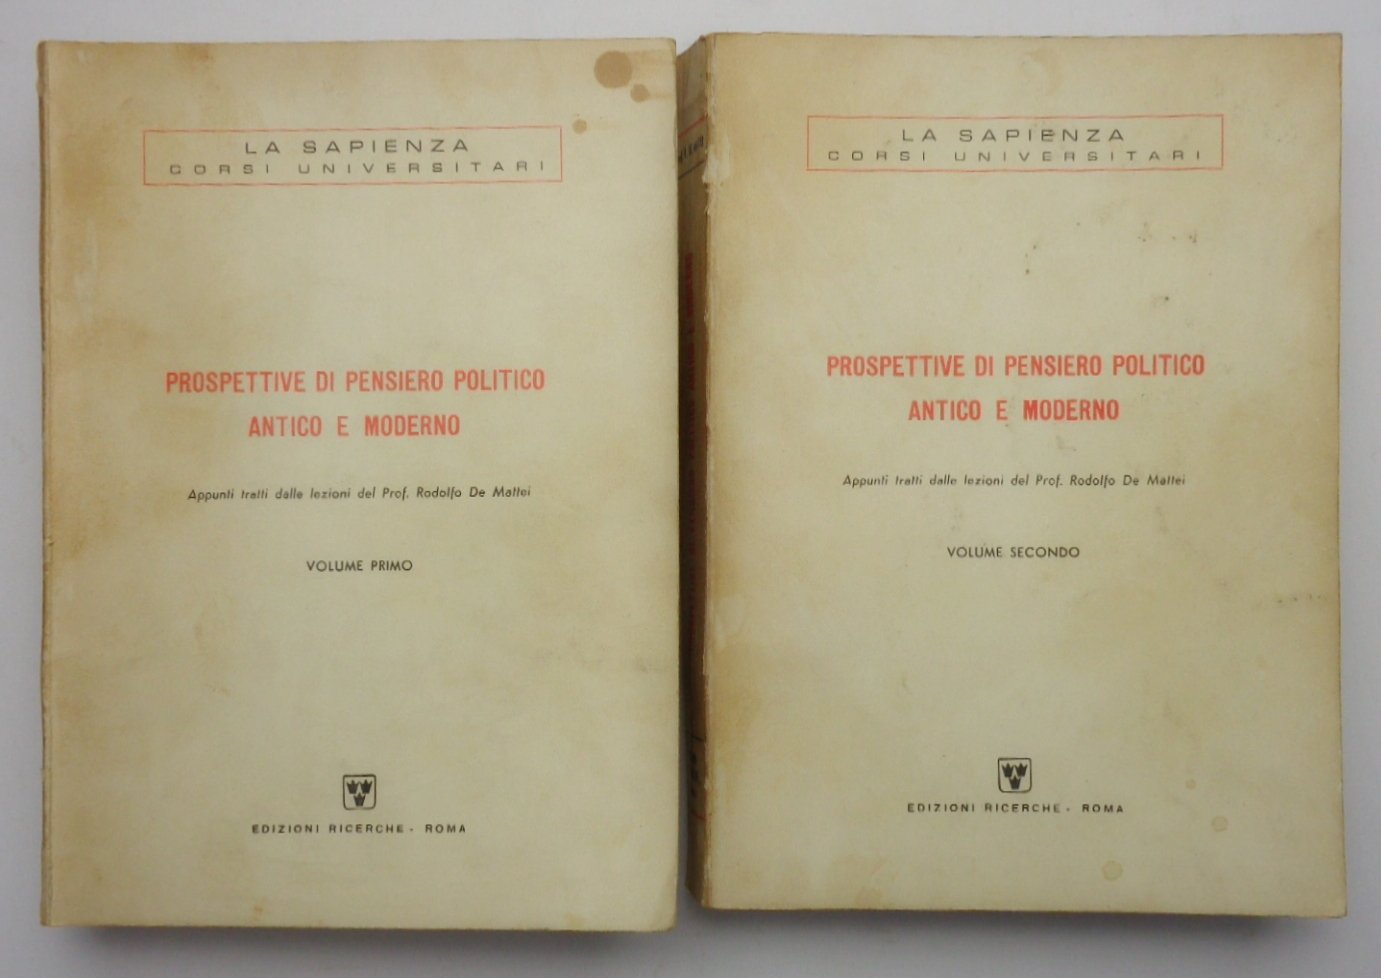 LA SAPIENZA
CORSI UNIVERSITARI
PROSPETTIVE DI PENSIERO POLITICO
ANTICO E MODERNO
Appunti tratti dalle lezioni del Prof. Rodolfo De Mattei
VOLUME PRIMO
EDIZIONI RICERCHE - ROMA
LA SAPIENZA
CORSI UNIVERSITARI
PROSPETTIVE DI PENSIERO POLITICO
ANTICO E MODERNO
Appunti tratti dalle lezioni del Prof. Rodolfo De Mattei
VOLUME SECONDO
EDIZIONI RICERCHE - ROMA